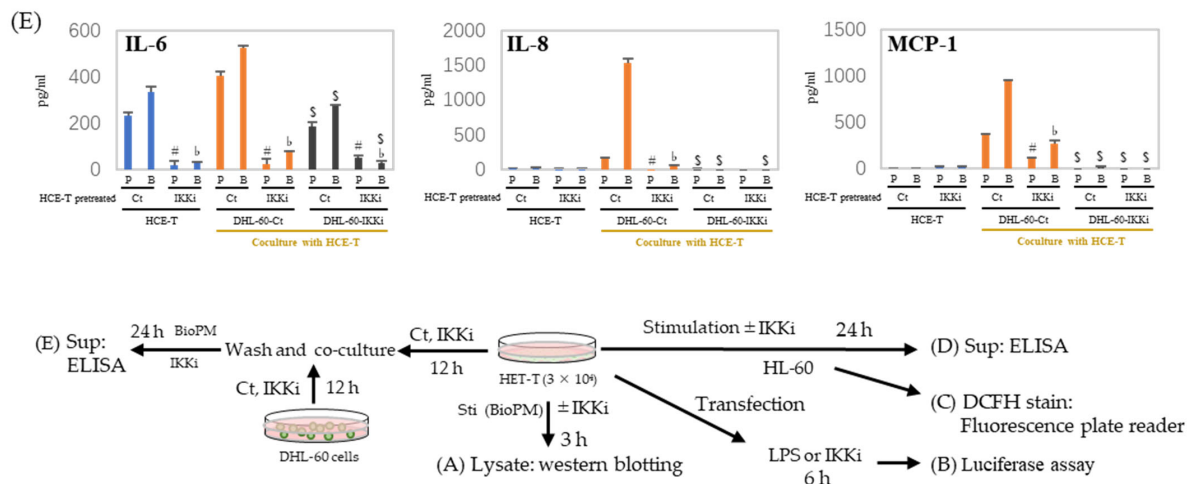 (E)
IL-6
IL-8
MCP-1
600
400
200
0
pg/ml
# b # b $ $ # $ b
P B P B P B P B P B P B
HCE-T pretreated Ct IKKi Ct IKKi Ct IKKi
HCE-T DHL-60-Ct DHL-60-IKKi
Coculture with HCE-T
2000
1500
1000
500
0
pg/ml
# b $ $ $
P B P B P B P B P B P B
HCE-T pretreated Ct IKKi Ct IKKi Ct IKKi
HCE-T DHL-60-Ct DHL-60-IKKi
Coculture with HCE-T
1500
1000
500
0
pg/ml
# b $ $ $ $
P B P B P B P B P B P B
HCE-T pretreated Ct IKKi Ct IKKi Ct IKKi
HCE-T DHL-60-Ct DHL-60-IKKi
Coculture with HCE-T
(E) Sup:
ELISA
24 h BioPM
IKKi
Wash and co-culture
Ct, IKKi
12 h
Ct, IKKi 12 h
DHL-60 cells
HET-T (3 × 10⁴)
Sti (BioPM) ± IKKi
3 h
(A) Lysate: western blotting
Stimulation ± IKKi 24 h
HL-60
(D) Sup: ELISA
(C) DCFH stain:
Fluorescence plate reader
Transfection
LPS or IKKi
6 h
(B) Luciferase assay